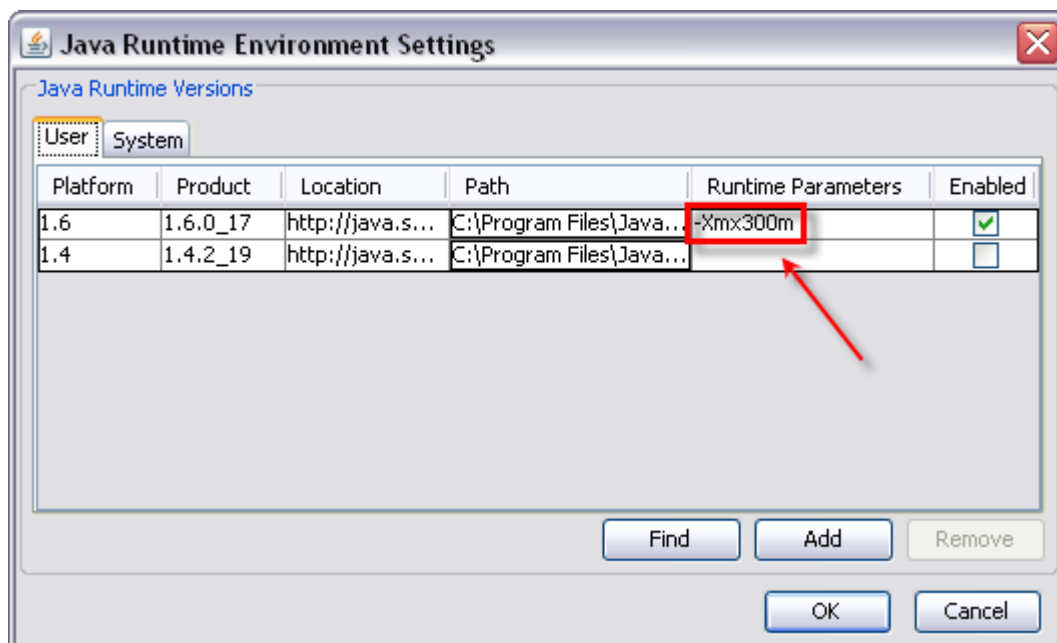 Java Runtime Environment Settings
Java Runtime Versions
User System
Platform Product Location Path Runtime Parameters Enabled
1.6 1.6.0_17 http://java.s... C:\Program Files\Java... -Xmx300m
1.4 1.4.2_19 http://java.s... C:\Program Files\Java...
Find Add Remove
OK Cancel